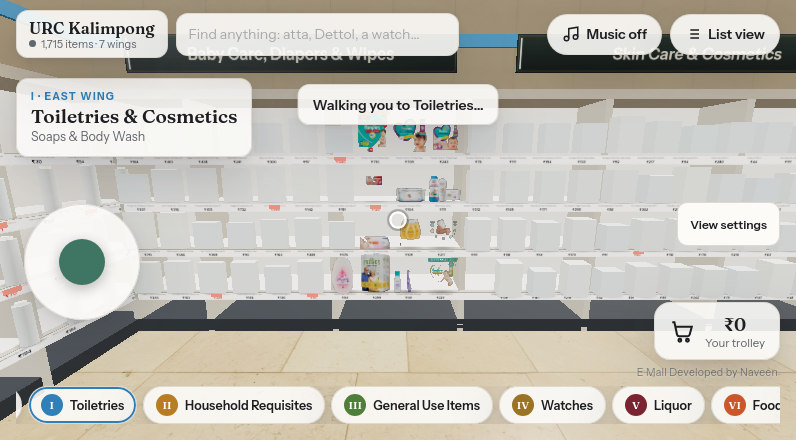 URC Kalimpong
1,715 items · 7 wings
Find anything: atta, Dettol, a watch...
Music off
List view
Baby Care, Diapers & Wipes
Skin Care & Cosmetics
I · EAST WING
Toiletries & Cosmetics
Soaps & Body Wash
Walking you to Toiletries...
View settings
₹0
Your trolley
E Mall Developed by Naveen
I Toiletries
II Household Requisites
III General Use Items
IV Watches
V Liquor
VI Food